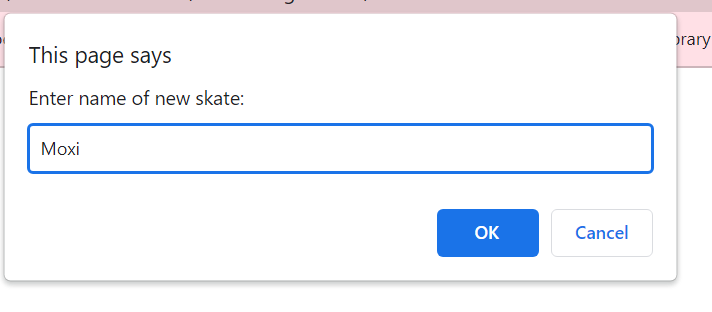 This page says
Enter name of new skate:
Moxi
OK
Cancel